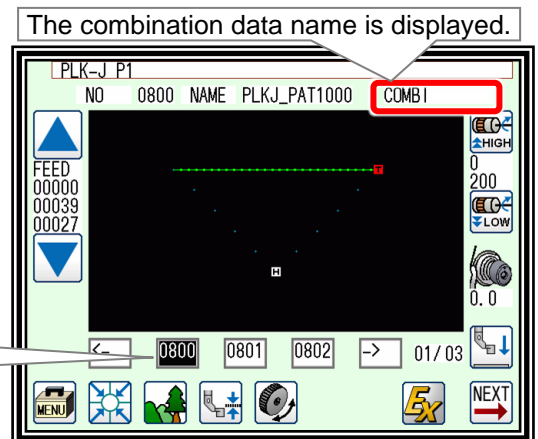 The combination data name is displayed.
PLK-J P1
NO 0800 NAME PLKJ_PAT1000 COMBI
HIGH
FEED
00000
00039
00027
0
200
LOW
T
H
0.0
<- 0800 0801 0802 -> 01/03
MENU
Ex
NEXT